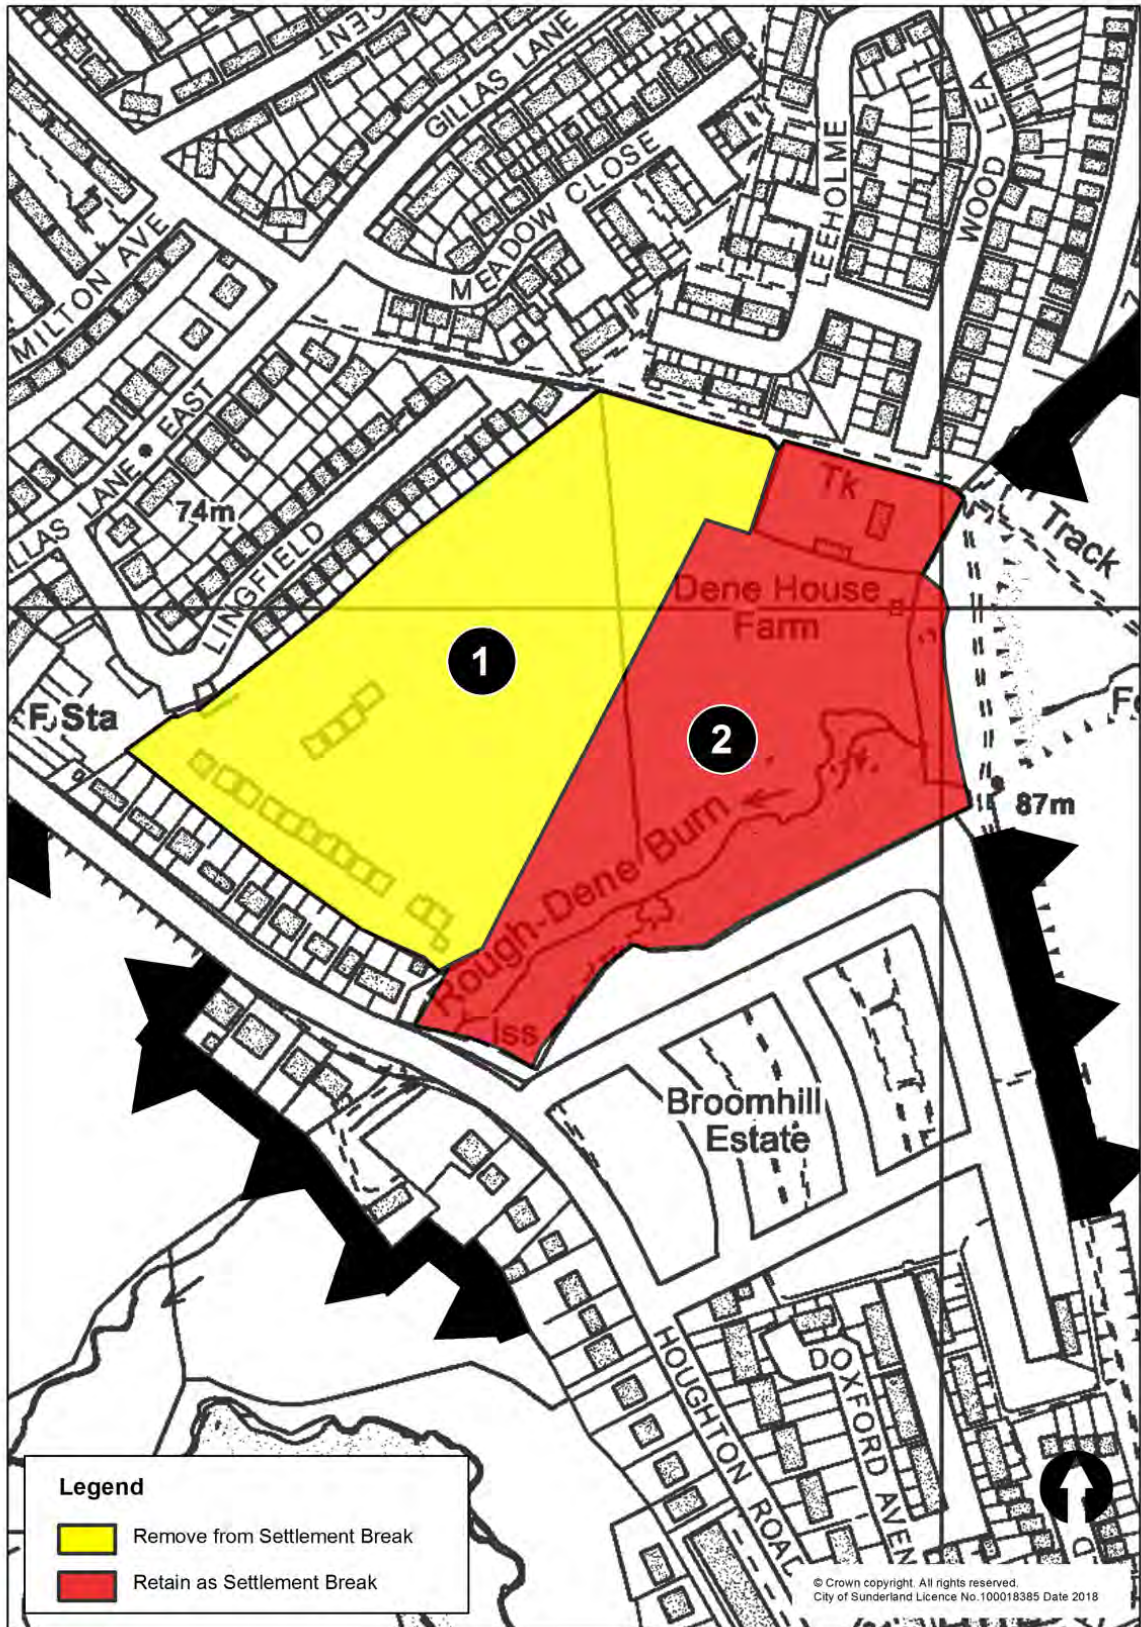 CENT
GILLAS LANE
MEADOW CLOSE
LEEHOLME
WOOD LEA
MILTON AVE
LLAS LANE EAST
74m
LINGFIELD
F. Sta
Tk
Track
Dene House
Farm
1
2
87m
Rough-Dene Burn
Iss
Broomhill
Estate
HOUGHTON ROAD
DOXFORD AVEN
D
Legend
Remove from Settlement Break
Retain as Settlement Break
© Crown copyright. All rights reserved.
City of Sunderland Licence No.100018385 Date 2018